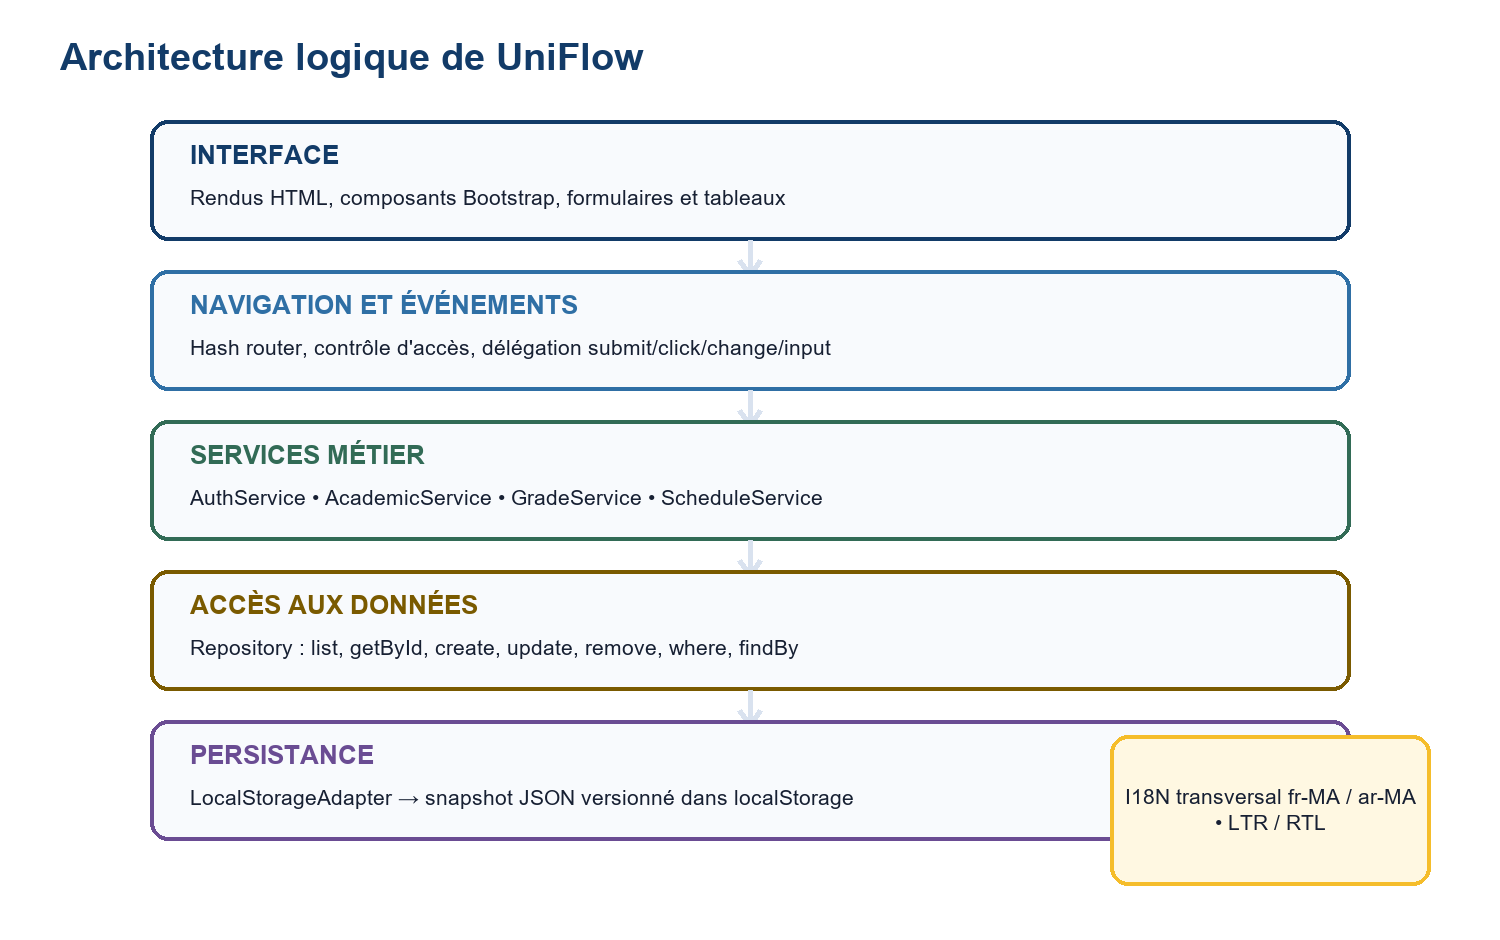 Architecture logique de UniFlow
INTERFACE
Rendus HTML, composants Bootstrap, formulaires et tableaux
NAVIGATION ET ÉVÉNEMENTS
Hash router, contrôle d'accès, délégation submit/click/change/input
SERVICES MÉTIER
AuthService • AcademicService • GradeService • ScheduleService
ACCÈS AUX DONNÉES
Repository : list, getById, create, update, remove, where, findBy
PERSISTANCE
LocalStorageAdapter → snapshot JSON versionné dans localStorage
I18N transversal fr-MA / ar-MA
• LTR / RTL